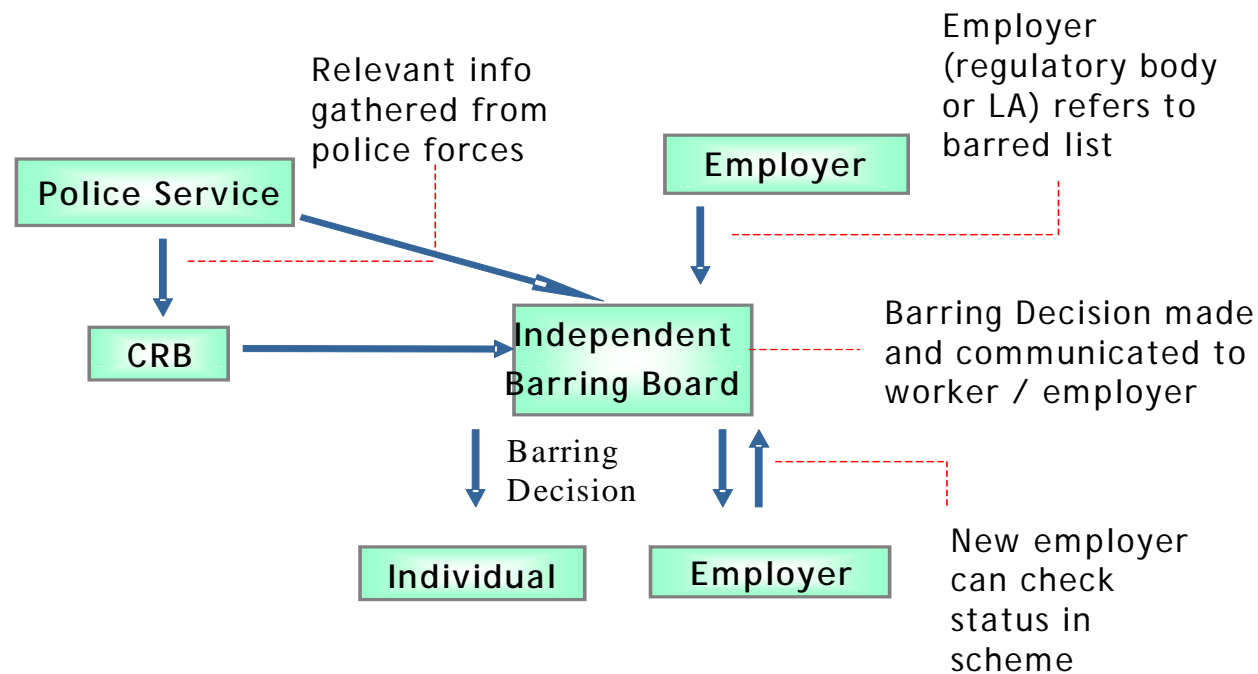 Relevant info
gathered from
police forces
Employer
(regulatory body
or LA) refers to
barred list
Police Service
Employer
CRB
Independent
Barring Board
Barring Decision made
and communicated to
worker / employer
Barring
Decision
Individual
Employer
New employer
can check
status in
scheme